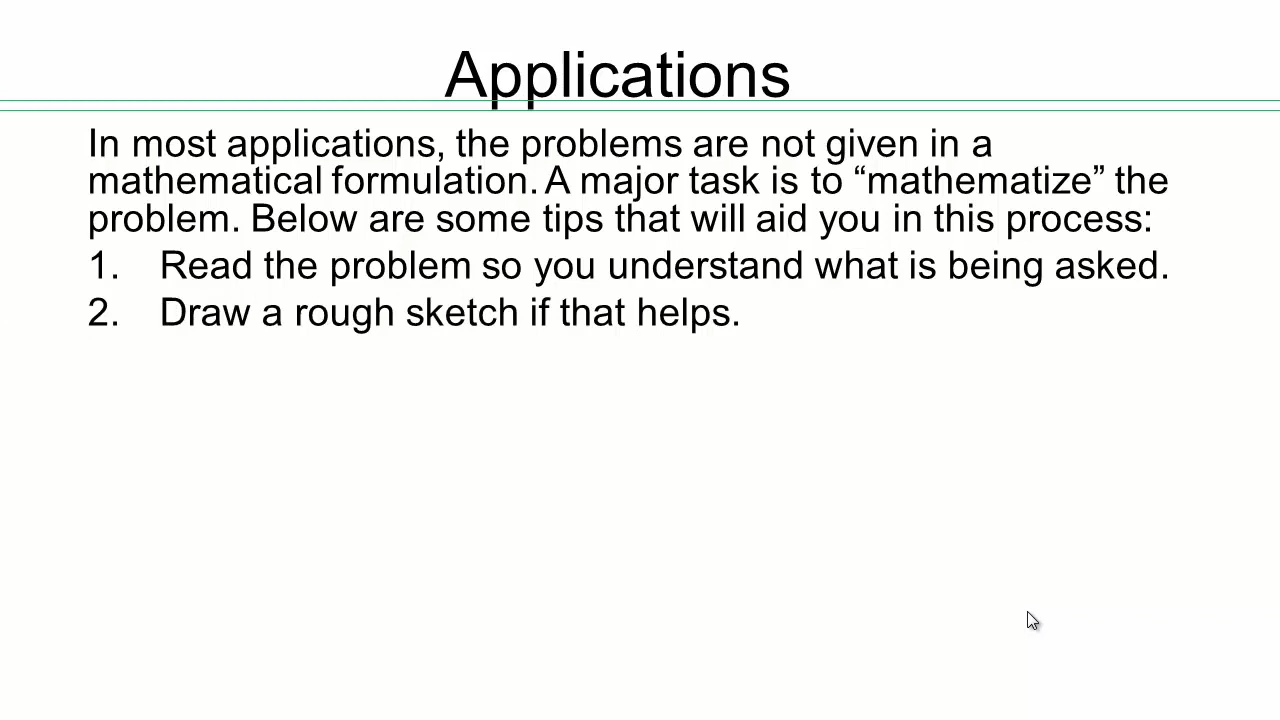 Applications
In most applications, the problems are not given in a
mathematical formulation. A major task is to “mathematize” the
problem. Below are some tips that will aid you in this process:
1. Read the problem so you understand what is being asked.
2. Draw a rough sketch if that helps.